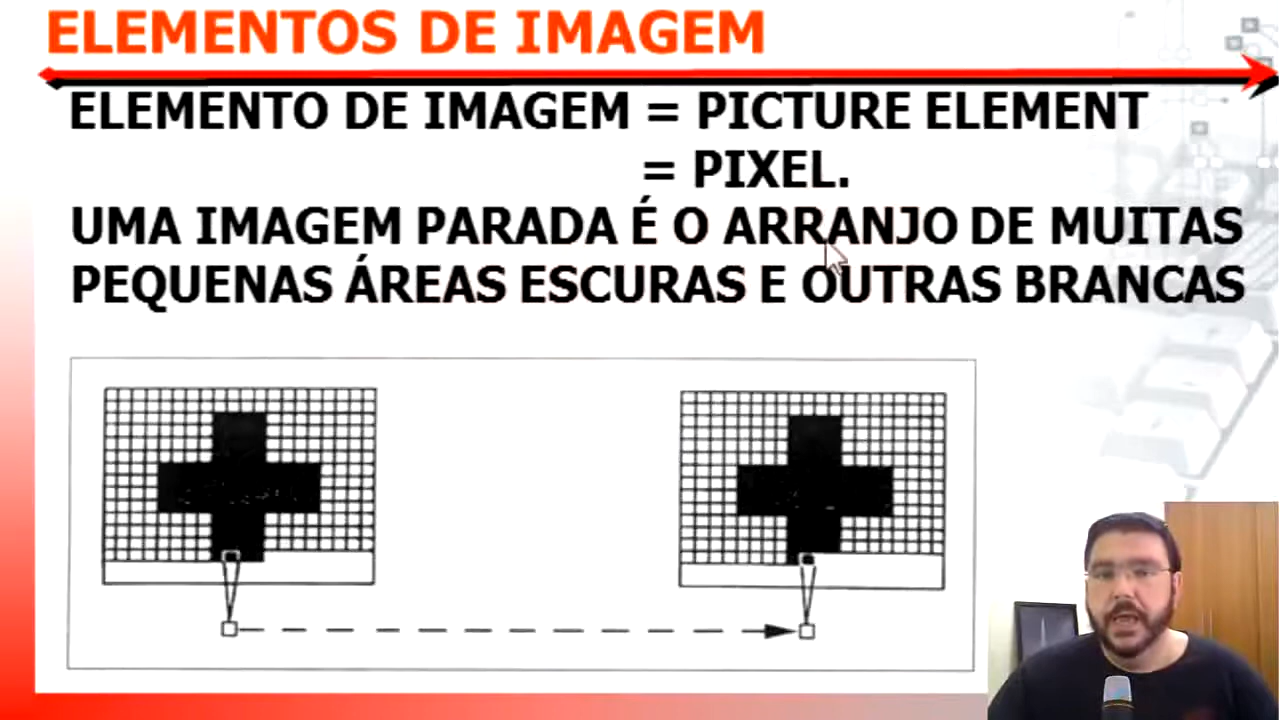 ELEMENTOS DE IMAGEM
ELEMENTO DE IMAGEM = PICTURE ELEMENT
= PIXEL.
UMA IMAGEM PARADA É O ARRANJO DE MUITAS
PEQUENAS ÁREAS ESCURAS E OUTRAS BRANCAS